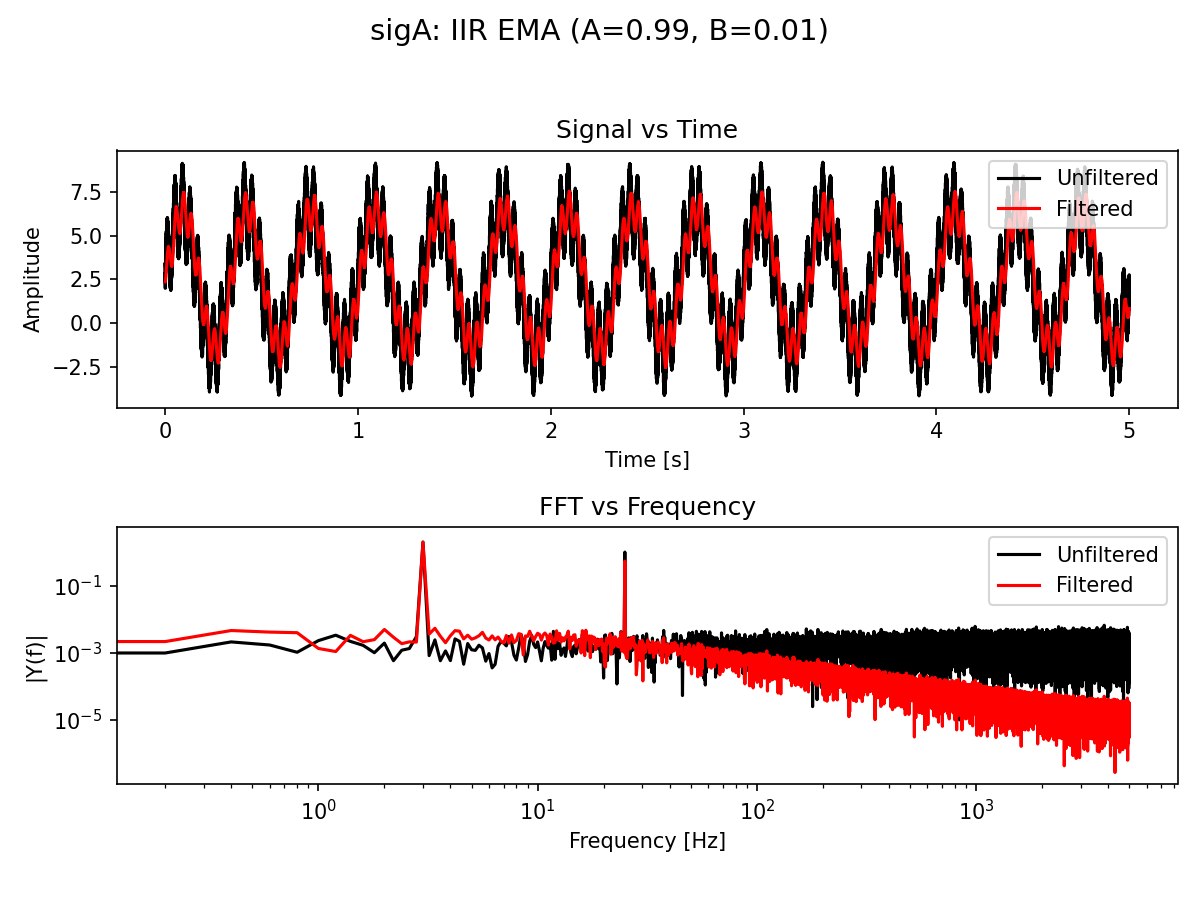 sigA: IIR EMA (A=0.99, B=0.01)
Signal vs Time
Amplitude
7.5
5.0
2.5
0.0
−2.5
Unfiltered
Filtered
0 1 2 3 4 5
Time [s]
FFT vs Frequency
|Y(f)|
10⁻¹
10⁻³
10⁻⁵
Unfiltered
Filtered
10⁰ 10¹ 10² 10³
Frequency [Hz]